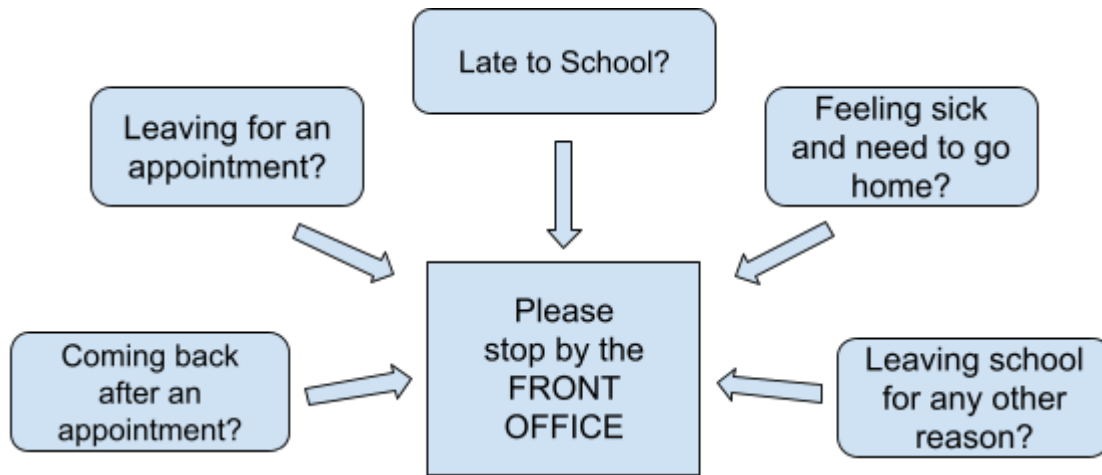 Late to School?
Leaving for an
appointment?
Feeling sick
and need to go
home?
Please
stop by the
FRONT
OFFICE
Coming back
after an
appointment?
Leaving school
for any other
reason?